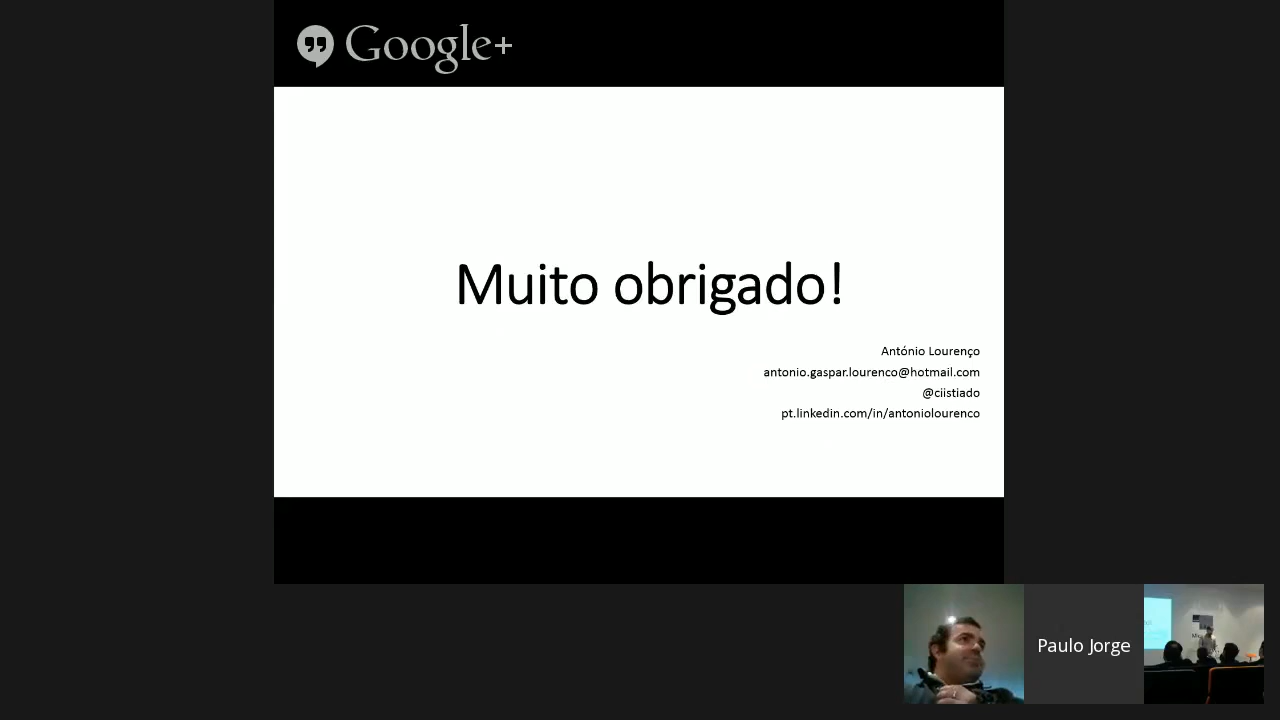 Google+
Muito obrigado!
António Lourenço
antonio.gaspar.lourenco@hotmail.com
@ciistiado
pt.linkedin.com/in/antoniolourenco
Paulo Jorge